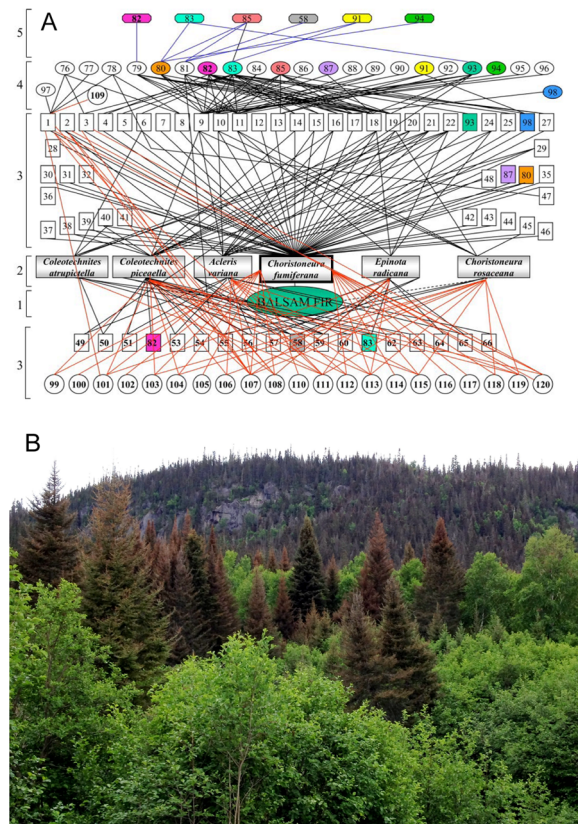 A
5
82 83 85 58 91 94
4
76 77 78 79 80 81 82 83 84 85 86 87 88 89 90 91 92 93 94 95 96
97 109 98
1 2 3 4 5 6 7 8 9 10 11 12 13 14 15 16 17 18 19 20 21 22 93 24 25 98 27
28 29
3
30 31 32 48 87 80 35
36 47
37 38 39 40 41 42 43 44 45 46
2
Coleotechnites
atrupictella
Coleotechnites
piceaella
Acleris
variana
Choristoneura
fumiferana
Epinota
radicana
Choristoneura
rosaceana
1
BALSAM FIR
3
49 50 51 82 53 54 55 56 57 58 59 60 83 62 63 64 65 66
99 100 101 102 103 104 105 106 107 108 110 111 112 113 114 115 116 117 118 119 120
B